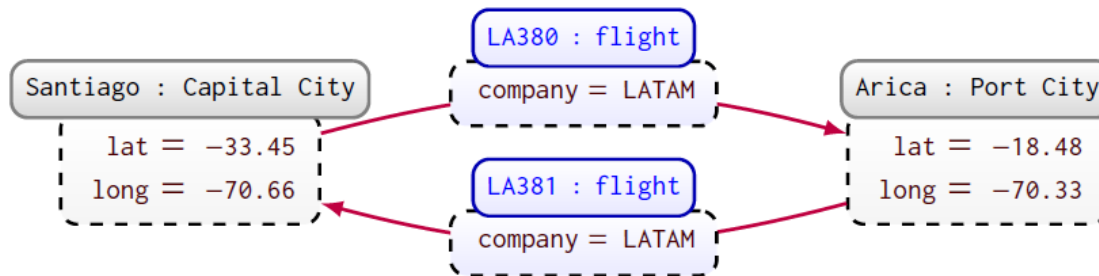 LA380 : flight
company = LATAM
Santiago : Capital City
lat = −33.45
long = −70.66
Arica : Port City
lat = −18.48
long = −70.33
LA381 : flight
company = LATAM